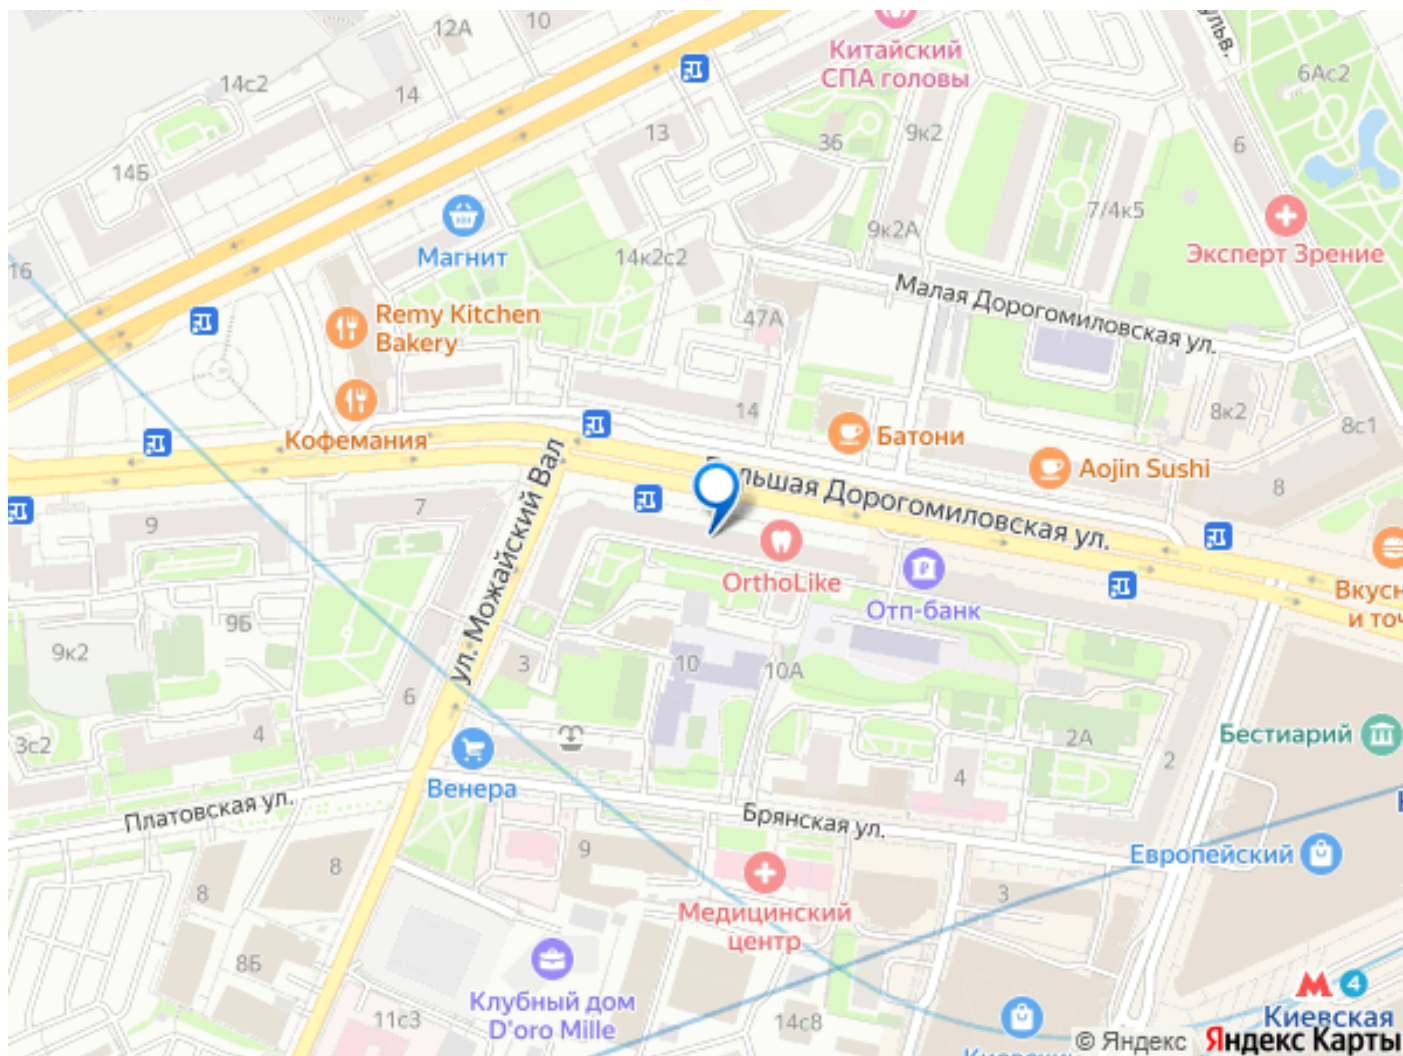 12А
10
14с2
14
Китайский
СПА головы
6Ас2
13
36
9к2
6
14Б
7/4к5
Магнит
14к2с2
9к2А
Эксперт Зрение
16
Малая Дорогомиловская ул.
Remy Kitchen
Bakery
47А
14
8к2
8с1
Кофемания
Батони
Aojin Sushi
8
ул. Можайский Вал
Дорогомиловская ул.
7
9
OrthoLike
Отп-банк
9Б
9к2
3
10
10А
6
4
3с2
2А
2
Бестиарий
4
Венера
Платовская ул.
Брянская ул.
9
8
8
Европейский
3
Медицинский
центр
8Б
Клубный дом
D'oro Mille
11с3
14с8
4
Киевская
© Яндекс Яндекс Карты